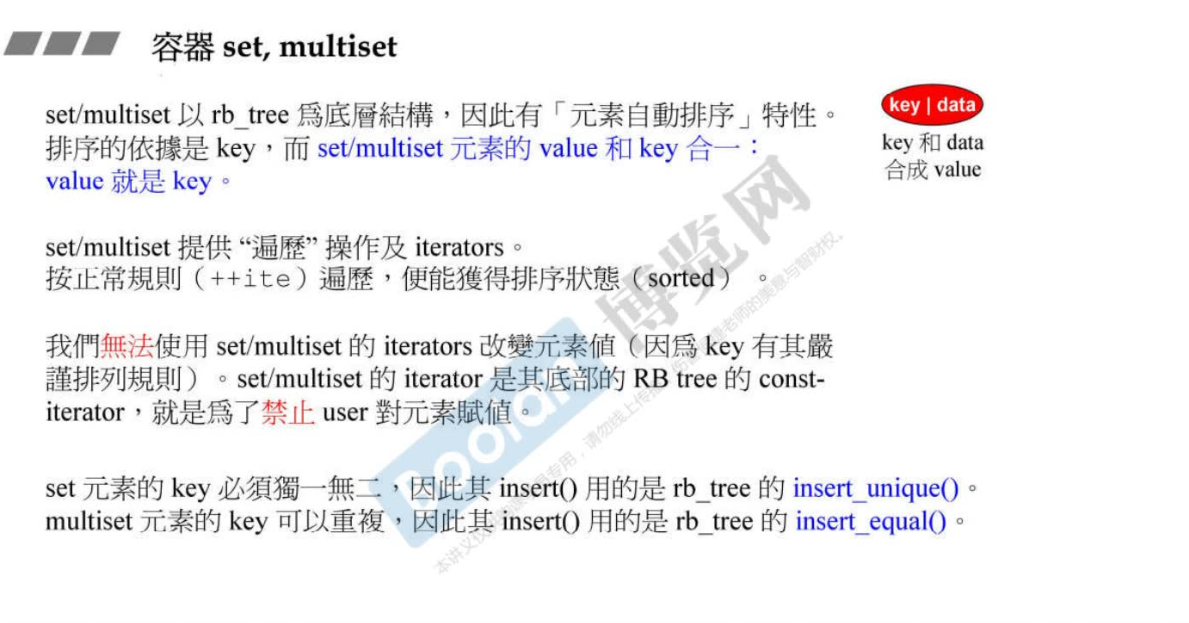 容器 set, multiset
set/multiset 以 rb_tree 爲底層結構，因此有「元素自動排序」特性。
排序的依據是 key，而 set/multiset 元素的 value 和 key 合一：
value 就是 key。
key | data
key 和 data
合成 value
set/multiset 提供 “遍歷” 操作及 iterators。
按正常規則（++ite）遍歷，便能獲得排序狀態（sorted）。
我們無法使用 set/multiset 的 iterators 改變元素值（因爲 key 有其嚴
謹排列規則）。set/multiset 的 iterator 是其底部的 RB tree 的 const-
iterator，就是爲了禁止 user 對元素賦值。
set 元素的 key 必須獨一無二，因此其 insert() 用的是 rb_tree 的 insert_unique()。
multiset 元素的 key 可以重複，因此其 insert() 用的是 rb_tree 的 insert_equal()。
Boolan 博览网